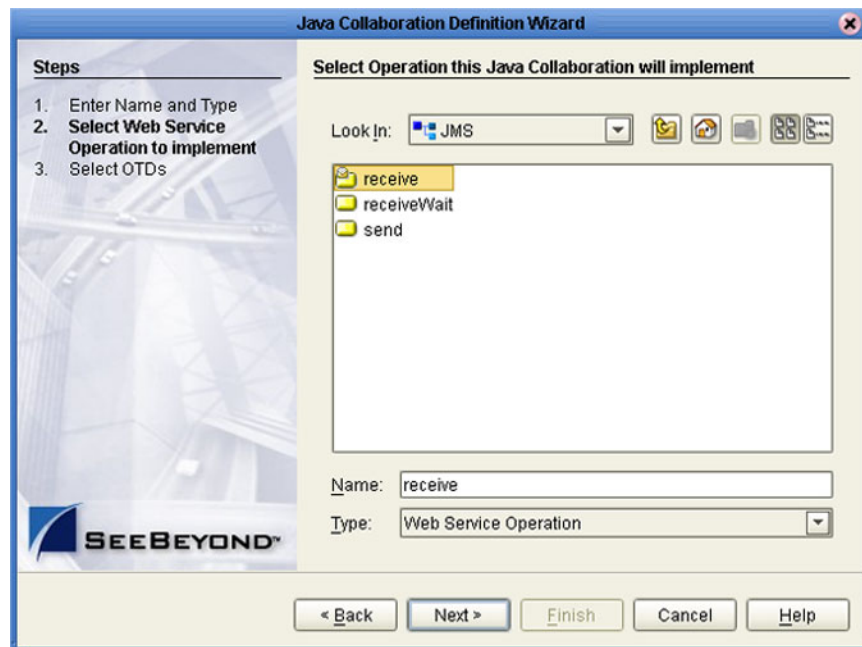 Java Collaboration Definition Wizard
Steps
1. Enter Name and Type
2. Select Web Service
Operation to implement
3. Select OTDs
SEEBEYOND™
Select Operation this Java Collaboration will implement
Look In: JMS
receive
receiveWait
send
Name: receive
Type: Web Service Operation
< Back Next > Finish Cancel Help